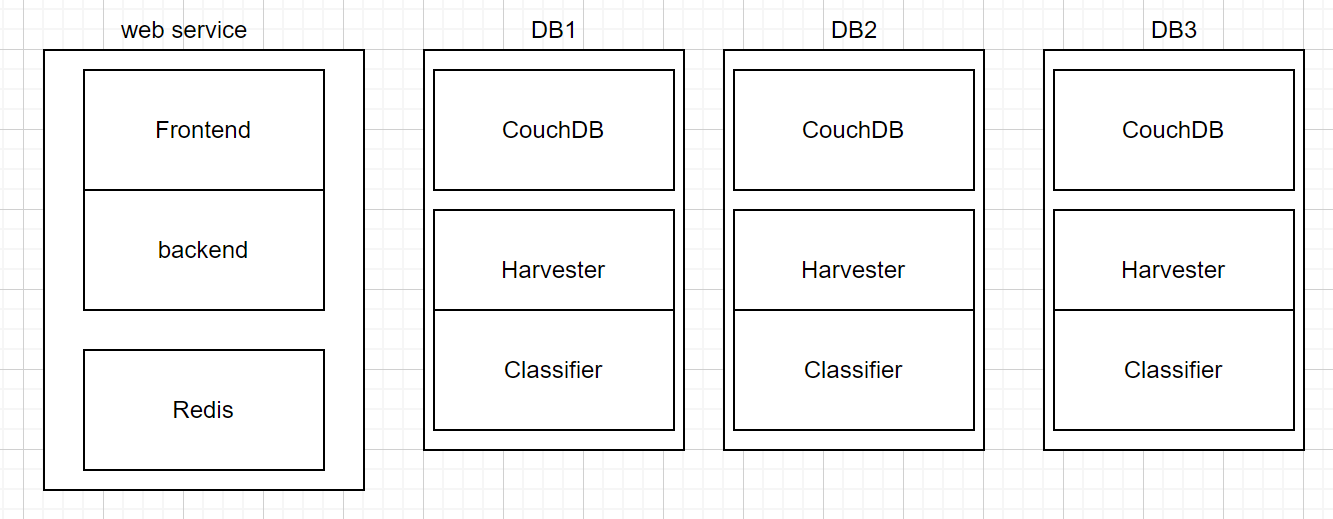 web service
Frontend
backend
Redis
DB1
CouchDB
Harvester
Classifier
DB2
CouchDB
Harvester
Classifier
DB3
CouchDB
Harvester
Classifier